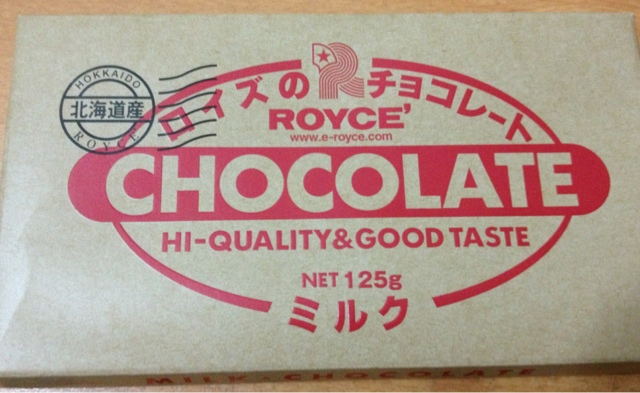 HOKKAIDO
北海道産
ROYCE'
ロイズの R チョコレート
ROYCE'
www.e-royce.com
CHOCOLATE
HI-QUALITY&GOOD TASTE
NET 125g
ミルク
MILK CHOCOLATE